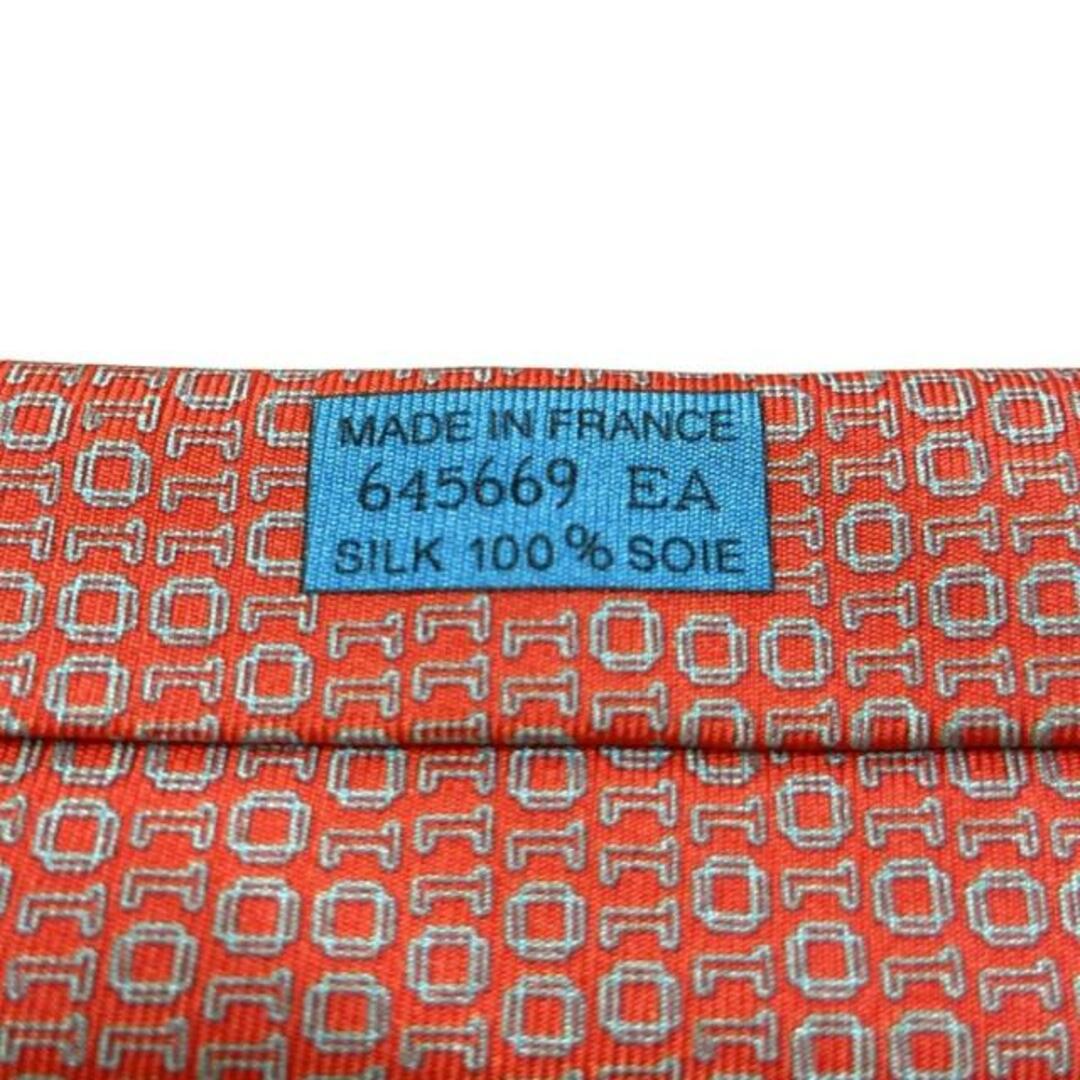 MADE IN FRANCE
645669 EA
SILK 100% SOIE